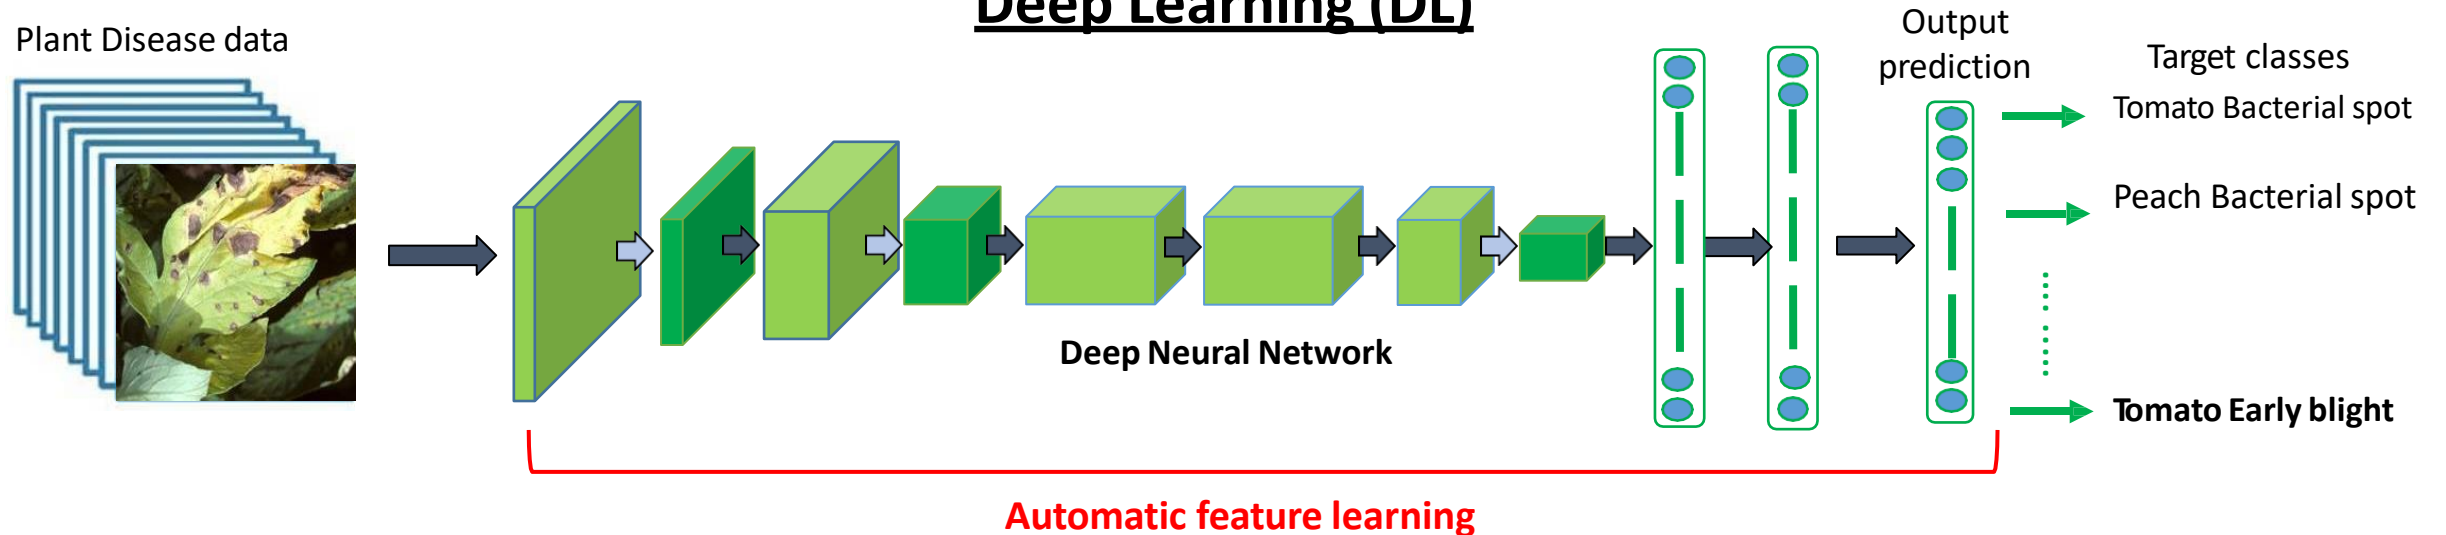 Deep Learning (DL)
Plant Disease data
Output
prediction
Target classes
Tomato Bacterial spot
Peach Bacterial spot
Deep Neural Network
Tomato Early blight
Automatic feature learning